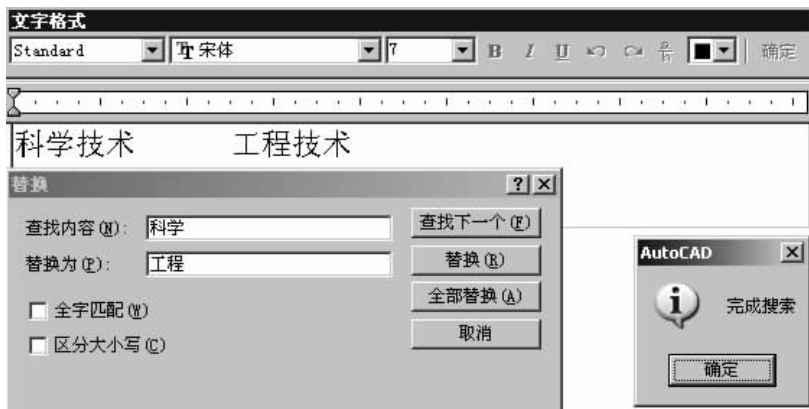 文字格式
Standard 宋体 7 B I U 确定
科学技术 工程技术
替换
查找内容(N): 科学 查找下一个(F)
替换为(P): 工程 替换(R)
全字匹配(W) 全部替换(A)
区分大小写(C) 取消
AutoCAD
完成搜索
确定